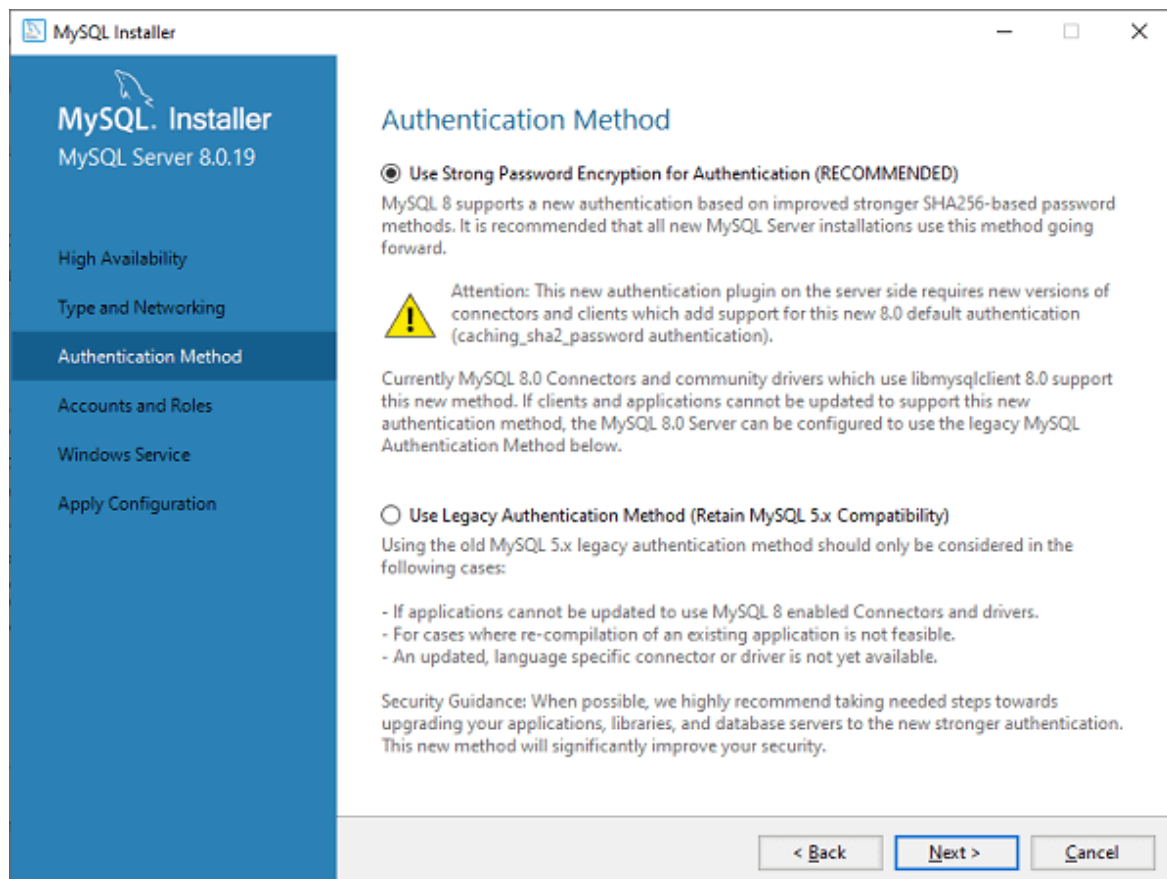 MySQL Installer
MySQL. Installer
MySQL Server 8.0.19
High Availability
Type and Networking
Authentication Method
Accounts and Roles
Windows Service
Apply Configuration
Authentication Method
Use Strong Password Encryption for Authentication (RECOMMENDED)
MySQL 8 supports a new authentication based on improved stronger SHA256-based password
methods. It is recommended that all new MySQL Server installations use this method going
forward.
Attention: This new authentication plugin on the server side requires new versions of
connectors and clients which add support for this new 8.0 default authentication
(caching_sha2_password authentication).
Currently MySQL 8.0 Connectors and community drivers which use libmysqlclient 8.0 support
this new method. If clients and applications cannot be updated to support this new
authentication method, the MySQL 8.0 Server can be configured to use the legacy MySQL
Authentication Method below.
Use Legacy Authentication Method (Retain MySQL 5.x Compatibility)
Using the old MySQL 5.x legacy authentication method should only be considered in the
following cases:
- If applications cannot be updated to use MySQL 8 enabled Connectors and drivers.
- For cases where re-compilation of an existing application is not feasible.
- An updated, language specific connector or driver is not yet available.
Security Guidance: When possible, we highly recommend taking needed steps towards
upgrading your applications, libraries, and database servers to the new stronger authentication.
This new method will significantly improve your security.
< Back
Next >
Cancel